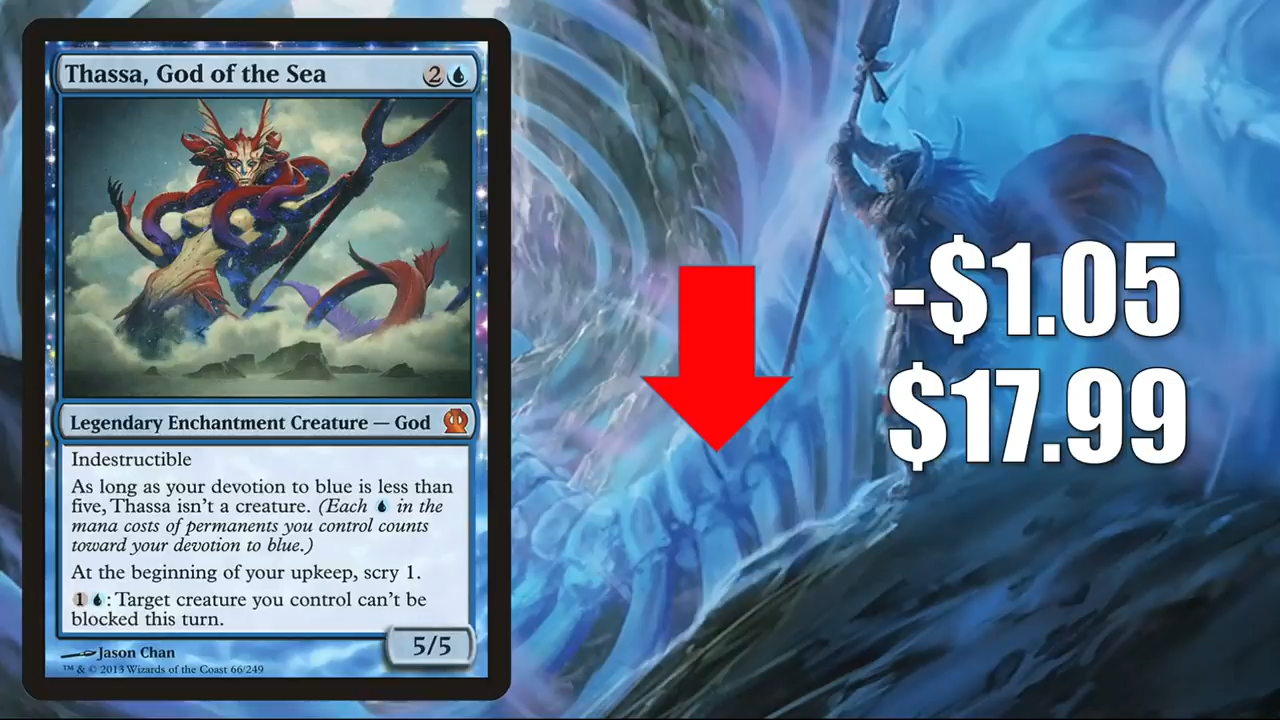 Thassa, God of the Sea 2
Legendary Enchantment Creature — God
Indestructible
As long as your devotion to blue is less than
five, Thassa isn't a creature. (Each in the
mana costs of permanents you control counts
toward your devotion to blue.)
At the beginning of your upkeep, scry 1.
1 : Target creature you control can't be
blocked this turn.
5/5
Jason Chan
™ & © 2013 Wizards of the Coast 66/249
-$1.05
$17.99